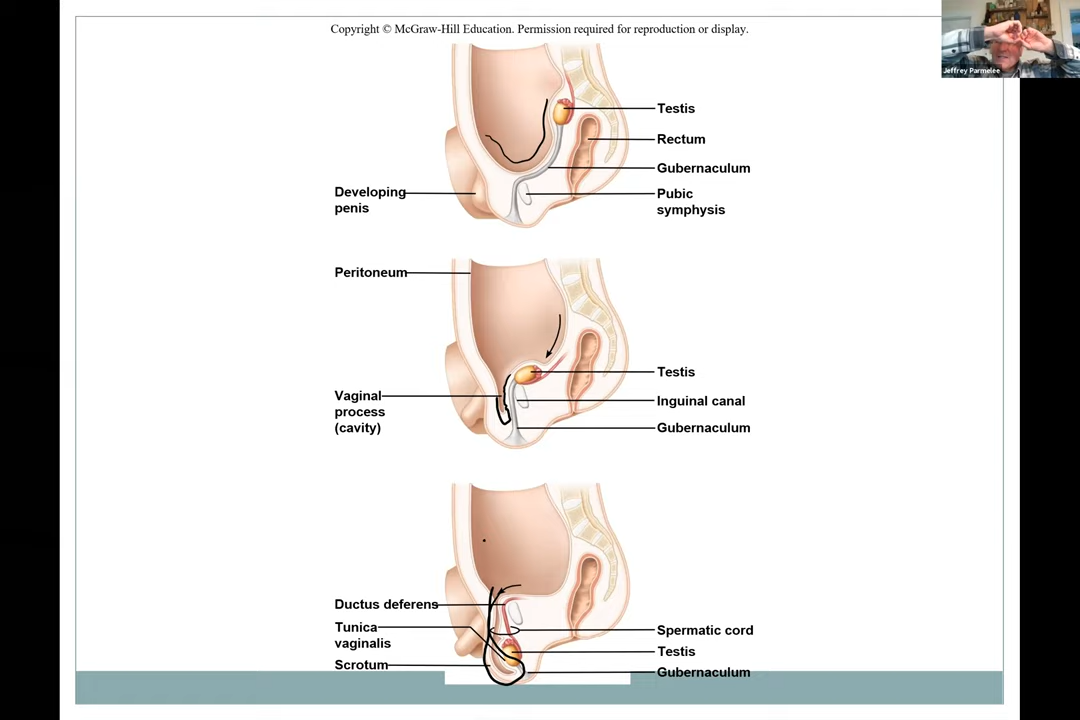 Copyright © McGraw-Hill Education. Permission required for reproduction or display.
Jeffrey Parmelee
Testis
Rectum
Gubernaculum
Developing
penis
Pubic
symphysis
Peritoneum
Testis
Vaginal
process
(cavity)
Inguinal canal
Gubernaculum
Ductus deferens
Tunica
vaginalis
Scrotum
Spermatic cord
Testis
Gubernaculum